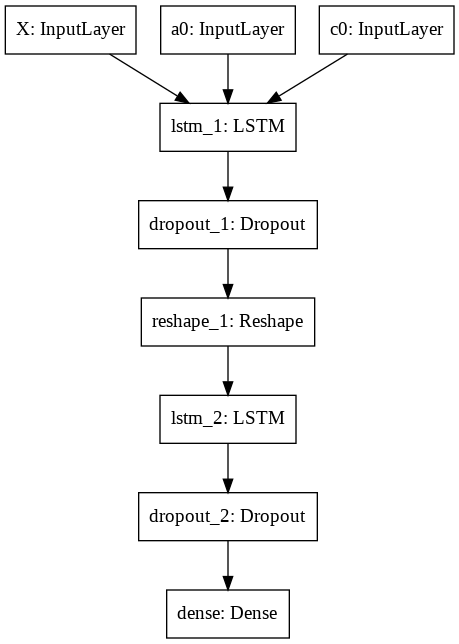 X: InputLayer
a0: InputLayer
c0: InputLayer
lstm_1: LSTM
dropout_1: Dropout
reshape_1: Reshape
lstm_2: LSTM
dropout_2: Dropout
dense: Dense